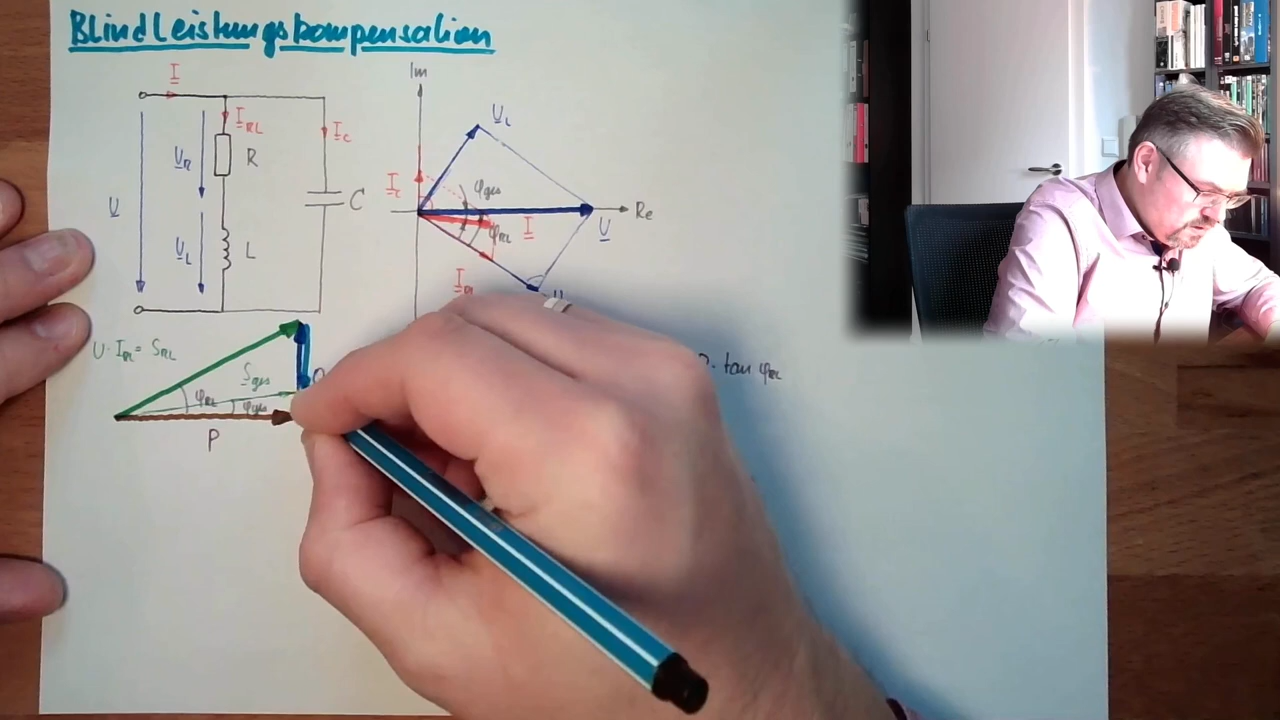 Blindleistungskompensation
I
I_RL
I_C
U_R
R
U
C
U_L
L
Im
U_L
I_C
φ_ges
Re
φ_RL
I
U
I_RL
U · I_RL = S_RL
S_ges
φ_RL
φ_ges
P
· tan φ_RL